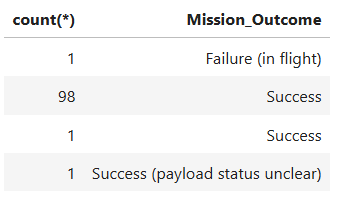 count(*) Mission_Outcome
1 Failure (in flight)
98 Success
1 Success
1 Success (payload status unclear)